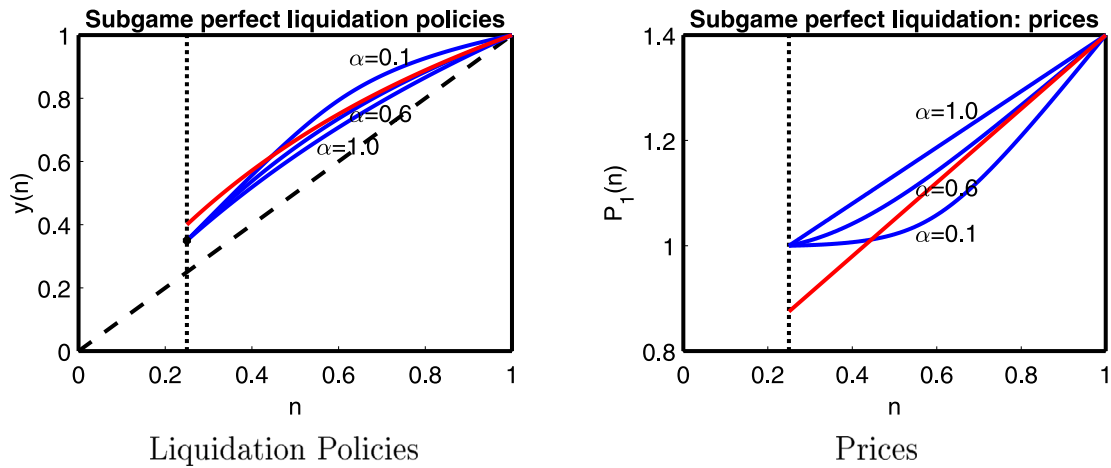 Subgame perfect liquidation policies
1
0.8
0.6
0.4
0.2
0
y(n)
α=0.1
α=0.6
α=1.0
0
0.2
0.4
0.6
0.8
1
n
Liquidation Policies
Subgame perfect liquidation: prices
1.4
1.2
1
0.8
P₁(n)
α=1.0
α=0.6
α=0.1
0
0.2
0.4
0.6
0.8
1
n
Prices